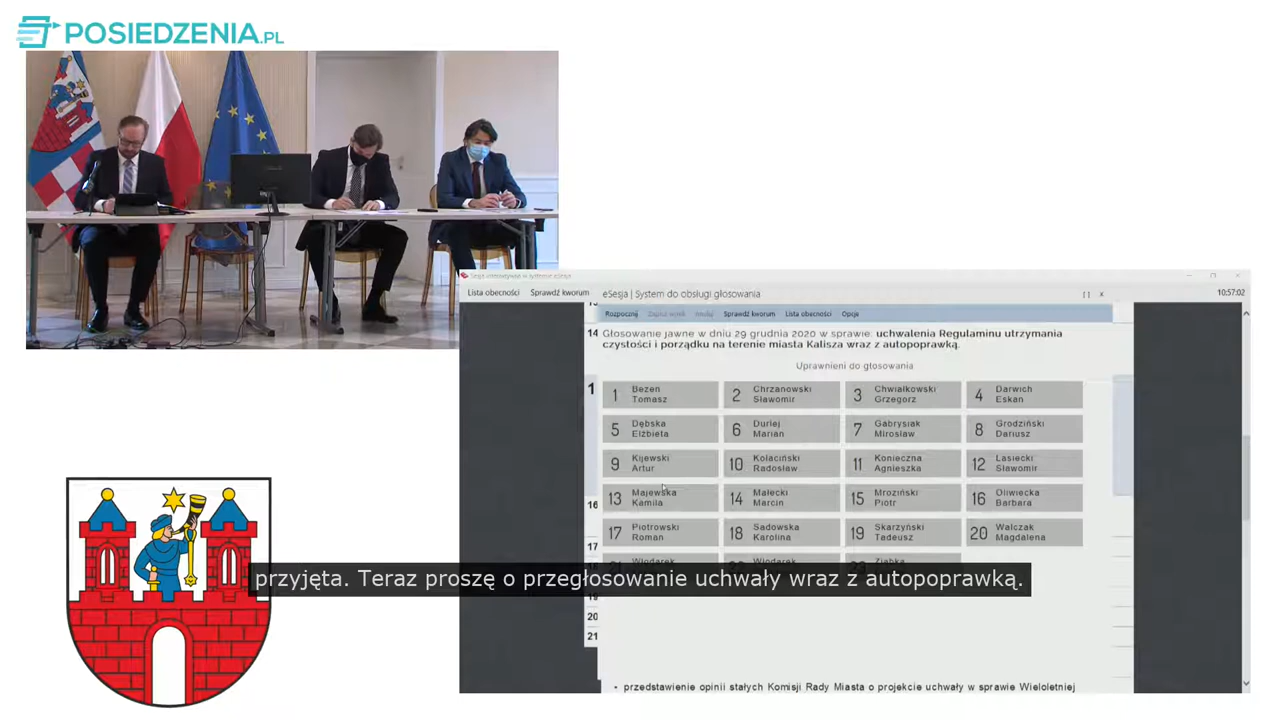 POSIEDZENIA.PL
Lista obecności Sprawdź kworum
eSesja | System do obsługi głosowania
10:57:02
Rozpocznij Sprawdź kworum Lista obecności Opcje
14
Głosowanie jawne w dniu 29 grudnia 2020 w sprawie: uchwalenia Regulaminu utrzymania
czystości i porządku na terenie miasta Kalisza wraz z autopoprawką.
Uprawnieni do głosowania
1
1 Bezen Tomasz
2 Chrzanowski Sławomir
3 Chwiałkowski Grzegorz
4 Darwich Eskan
5 Dębska Elżbieta
6 Durlej Marian
7 Gabrysiak Mirosław
8 Grodziński Dariusz
9 Kijewski Artur
10 Kołaciński Radosław
11 Konieczna Agnieszka
12 Lasiecki Sławomir
13 Majewska Kamila
14 Małecki Marcin
15 Mroziński Piotr
16 Oliwiecka Barbara
16
17 Piotrowski Roman
18 Sadowska Karolina
19 Skarżyński Tadeusz
20 Walczak Magdalena
17
przyjęta. Teraz proszę o przegłosowanie uchwały wraz z autopoprawką.
20
21
• przedstawienie opinii stałych Komisji Rady Miasta o projekcie uchwały w sprawie Wieloletniej